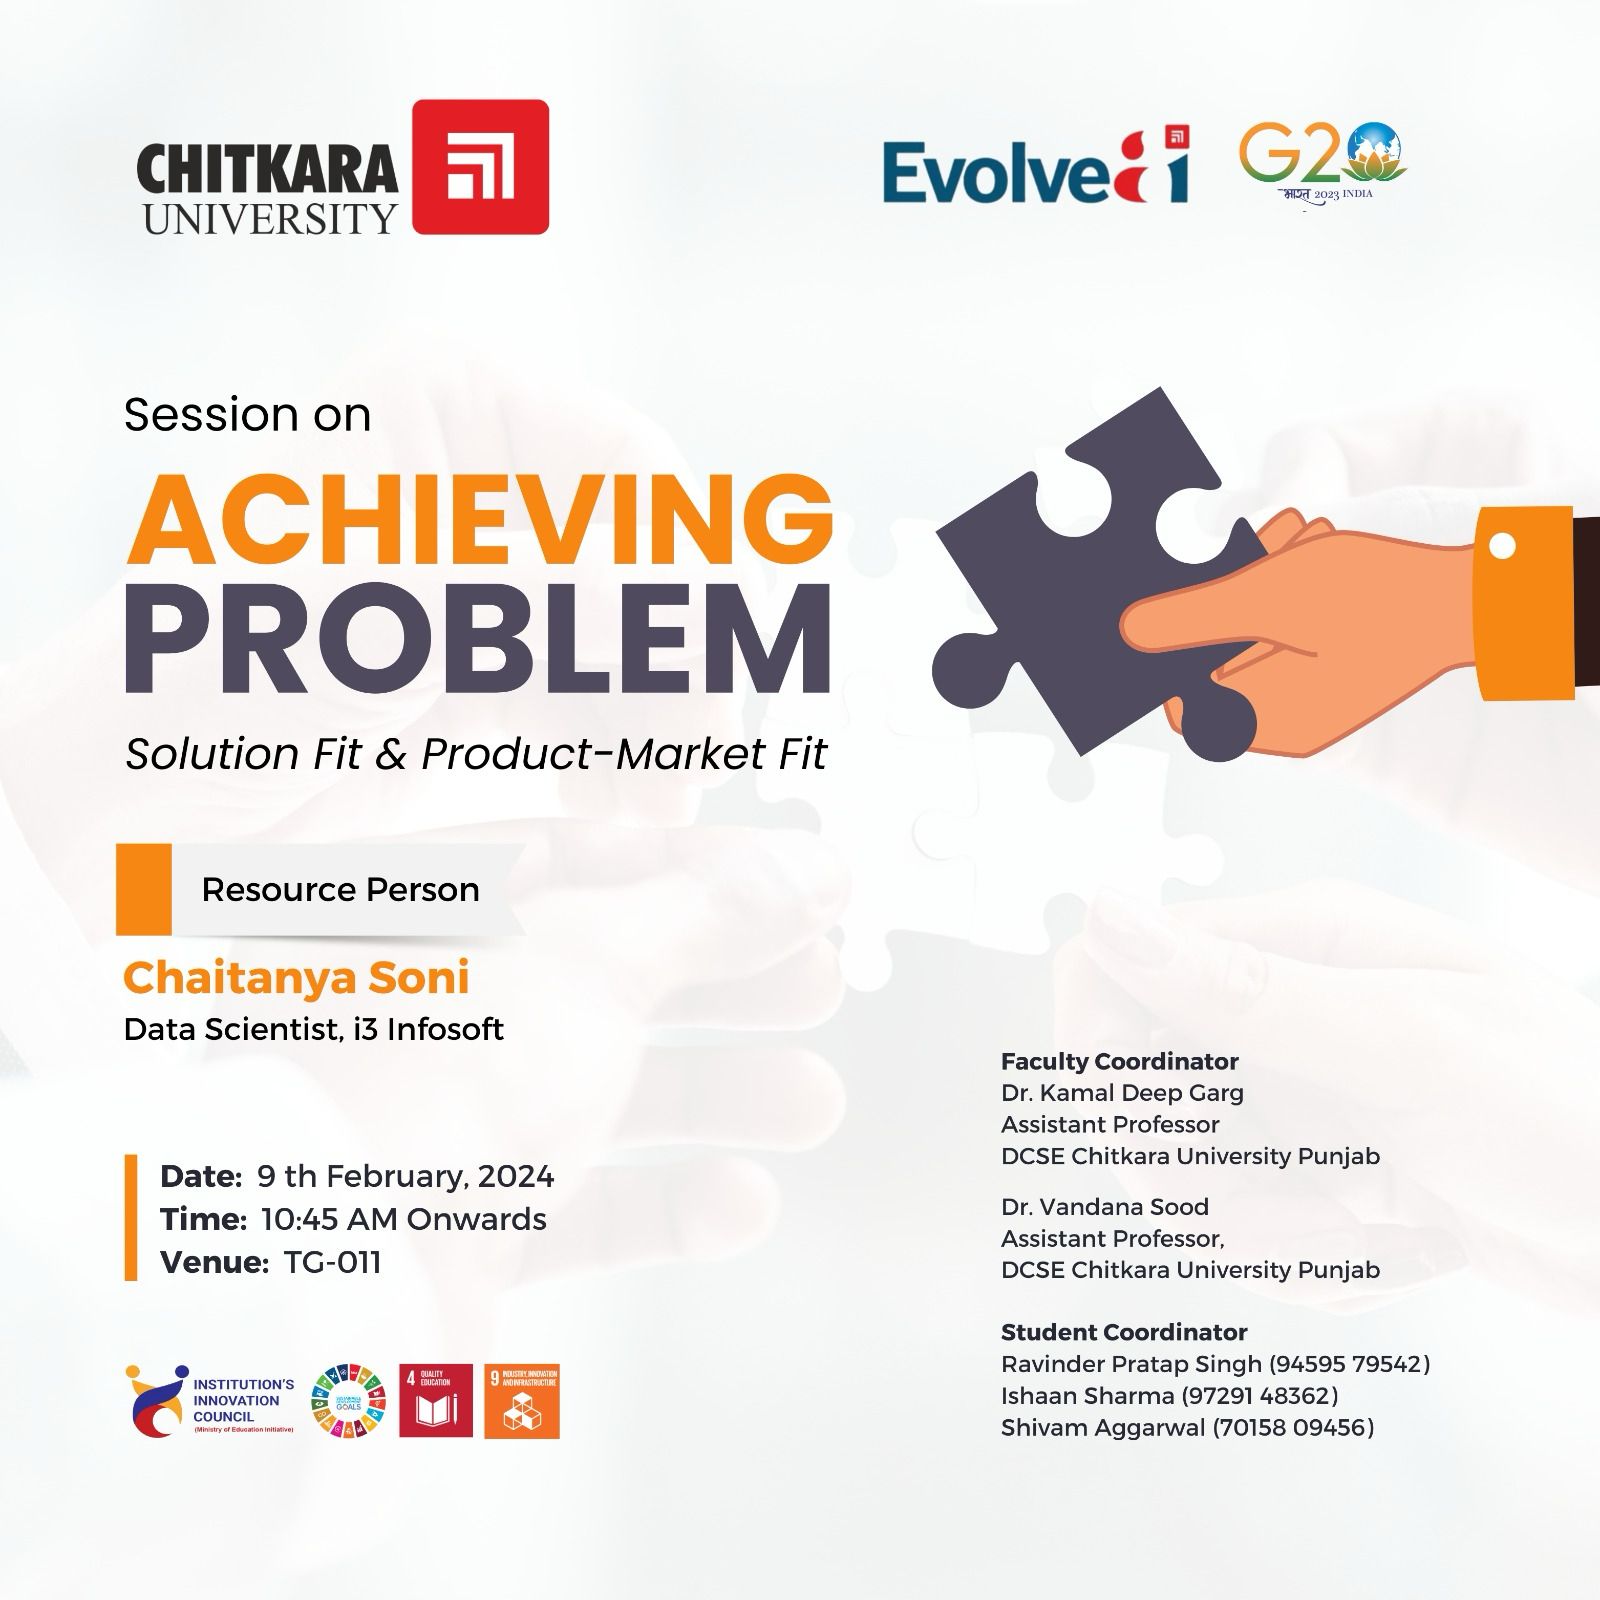 CHITKARA
UNIVERSITY
Evolve i
G20
भारत 2023 INDIA
Session on
ACHIEVING
PROBLEM
Solution Fit & Product-Market Fit
Resource Person
Chaitanya Soni
Data Scientist, i3 Infosoft
Date: 9 th February, 2024
Time: 10:45 AM Onwards
Venue: TG-011
INSTITUTION'S
INNOVATION
COUNCIL
(Ministry of Education Initiative)
GOALS
4 QUALITY
EDUCATION
9 INDUSTRY, INNOVATION
AND INFRASTRUCTURE
Faculty Coordinator
Dr. Kamal Deep Garg
Assistant Professor
DCSE Chitkara University Punjab
Dr. Vandana Sood
Assistant Professor,
DCSE Chitkara University Punjab
Student Coordinator
Ravinder Pratap Singh (94595 79542)
Ishaan Sharma (97291 48362)
Shivam Aggarwal (70158 09456)